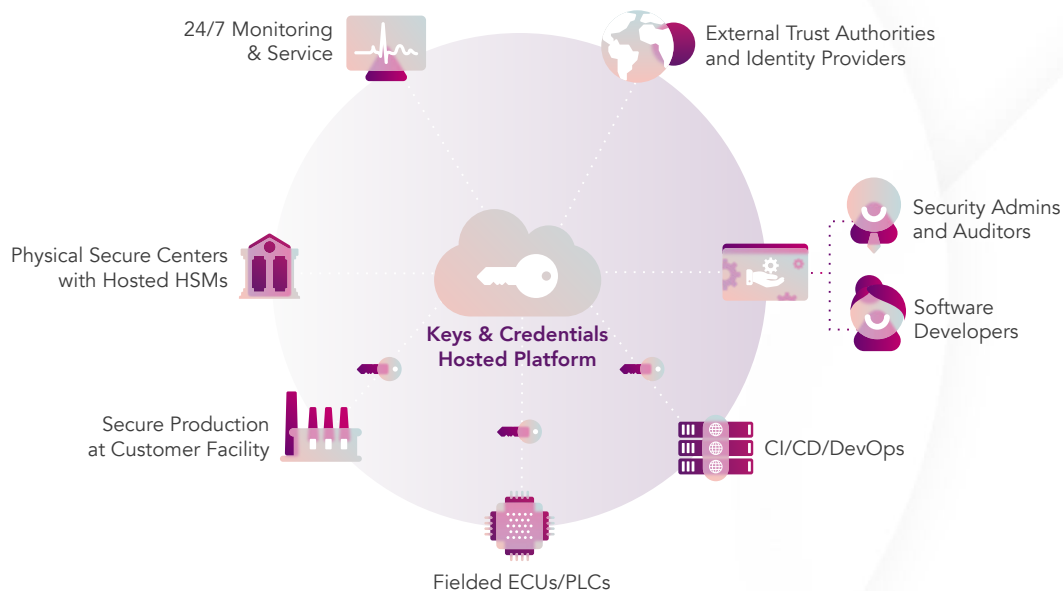 24/7 Monitoring
& Service
External Trust Authorities
and Identity Providers
Security Admins
and Auditors
Physical Secure Centers
with Hosted HSMs
Software
Developers
Keys & Credentials
Hosted Platform
Secure Production
at Customer Facility
CI/CD/DevOps
Fielded ECUs/PLCs